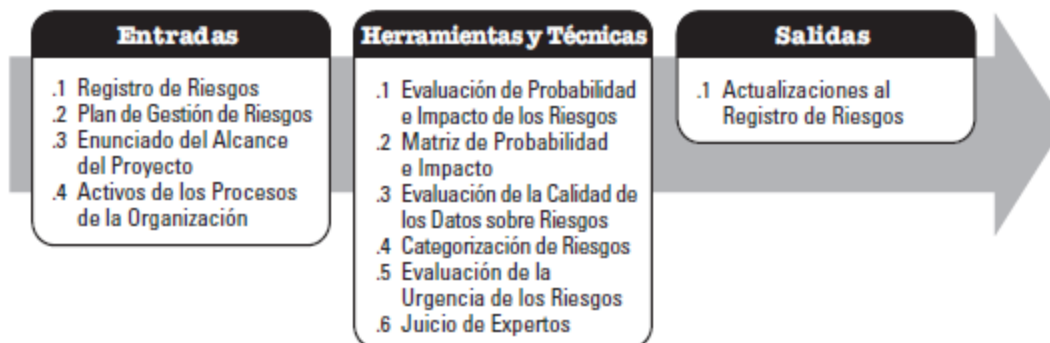 Entradas
.1 Registro de Riesgos
.2 Plan de Gestión de Riesgos
.3 Enunciado del Alcance
del Proyecto
.4 Activos de los Procesos
de la Organización
Herramientas y Técnicas
.1 Evaluación de Probabilidad
e Impacto de los Riesgos
.2 Matriz de Probabilidad
e Impacto
.3 Evaluación de la Calidad de
los Datos sobre Riesgos
.4 Categorización de Riesgos
.5 Evaluación de la
Urgencia de los Riesgos
.6 Juicio de Expertos
Salidas
.1 Actualizaciones al
Registro de Riesgos